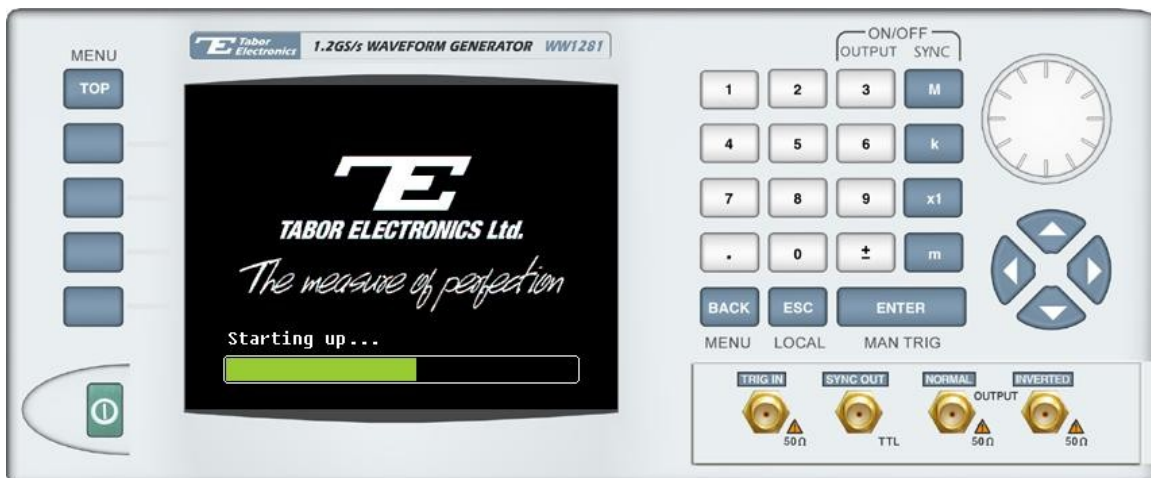 MENU
TOP
TE Tabor Electronics 1.2GS/s WAVEFORM GENERATOR WW1281
TE
TABOR ELECTRONICS Ltd.
The measure of perfection
Starting up...
ON/OFF
OUTPUT SYNC
1 2 3 M
4 5 6 k
7 8 9 x1
. 0 ± m
BACK ESC ENTER
MENU LOCAL MAN TRIG
TRIG IN SYNC OUT NORMAL INVERTED
OUTPUT
50Ω TTL 50Ω 50Ω